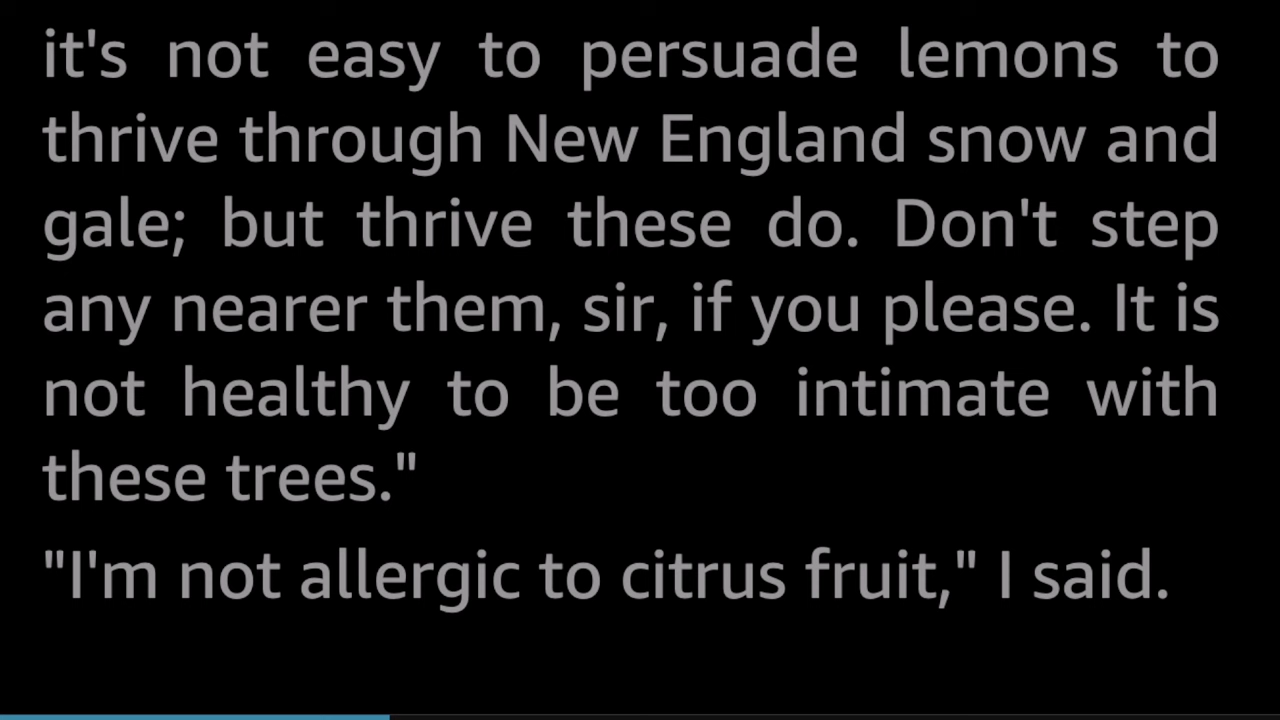 it's not easy to persuade lemons to
thrive through New England snow and
gale; but thrive these do. Don't step
any nearer them, sir, if you please. It is
not healthy to be too intimate with
these trees."
"I'm not allergic to citrus fruit," I said.